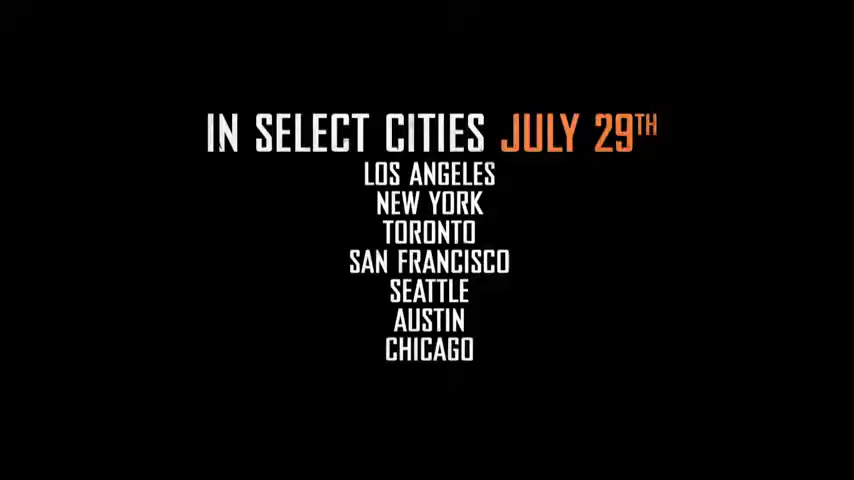 IN SELECT CITIES JULY 29TH
LOS ANGELES
NEW YORK
TORONTO
SAN FRANCISCO
SEATTLE
AUSTIN
CHICAGO